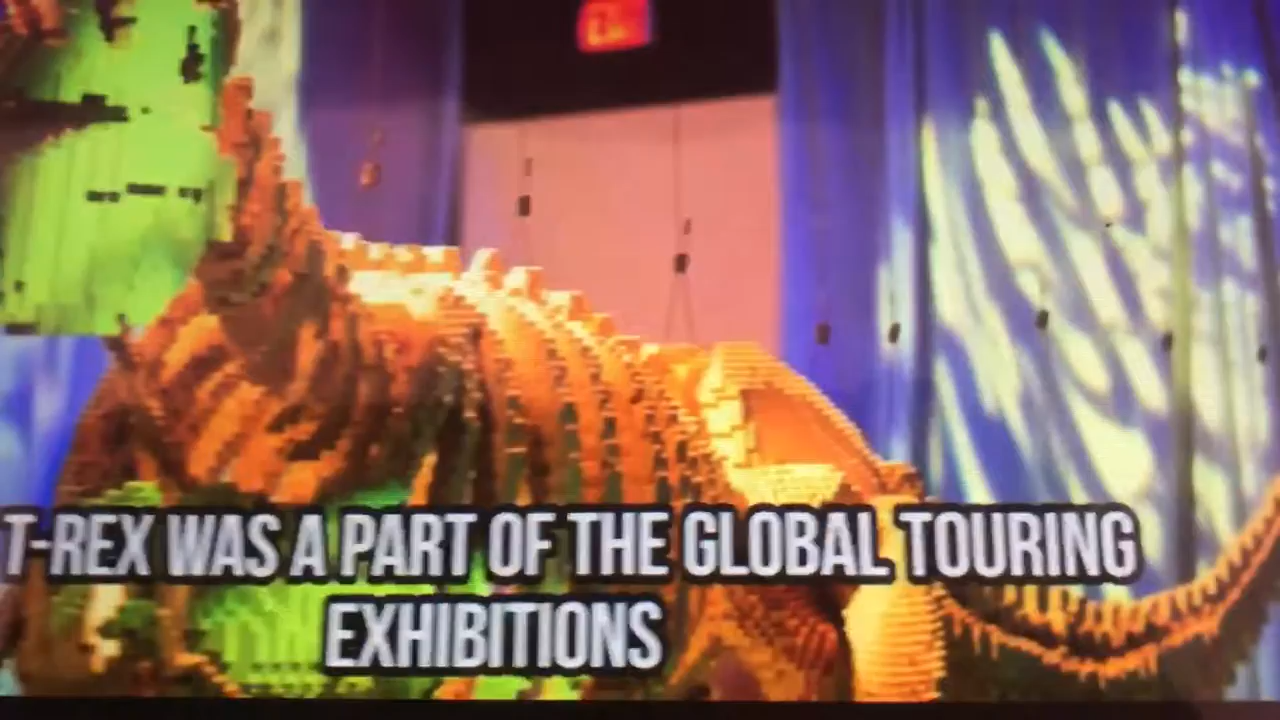 T-REX WAS A PART OF THE GLOBAL TOURING
EXHIBITIONS